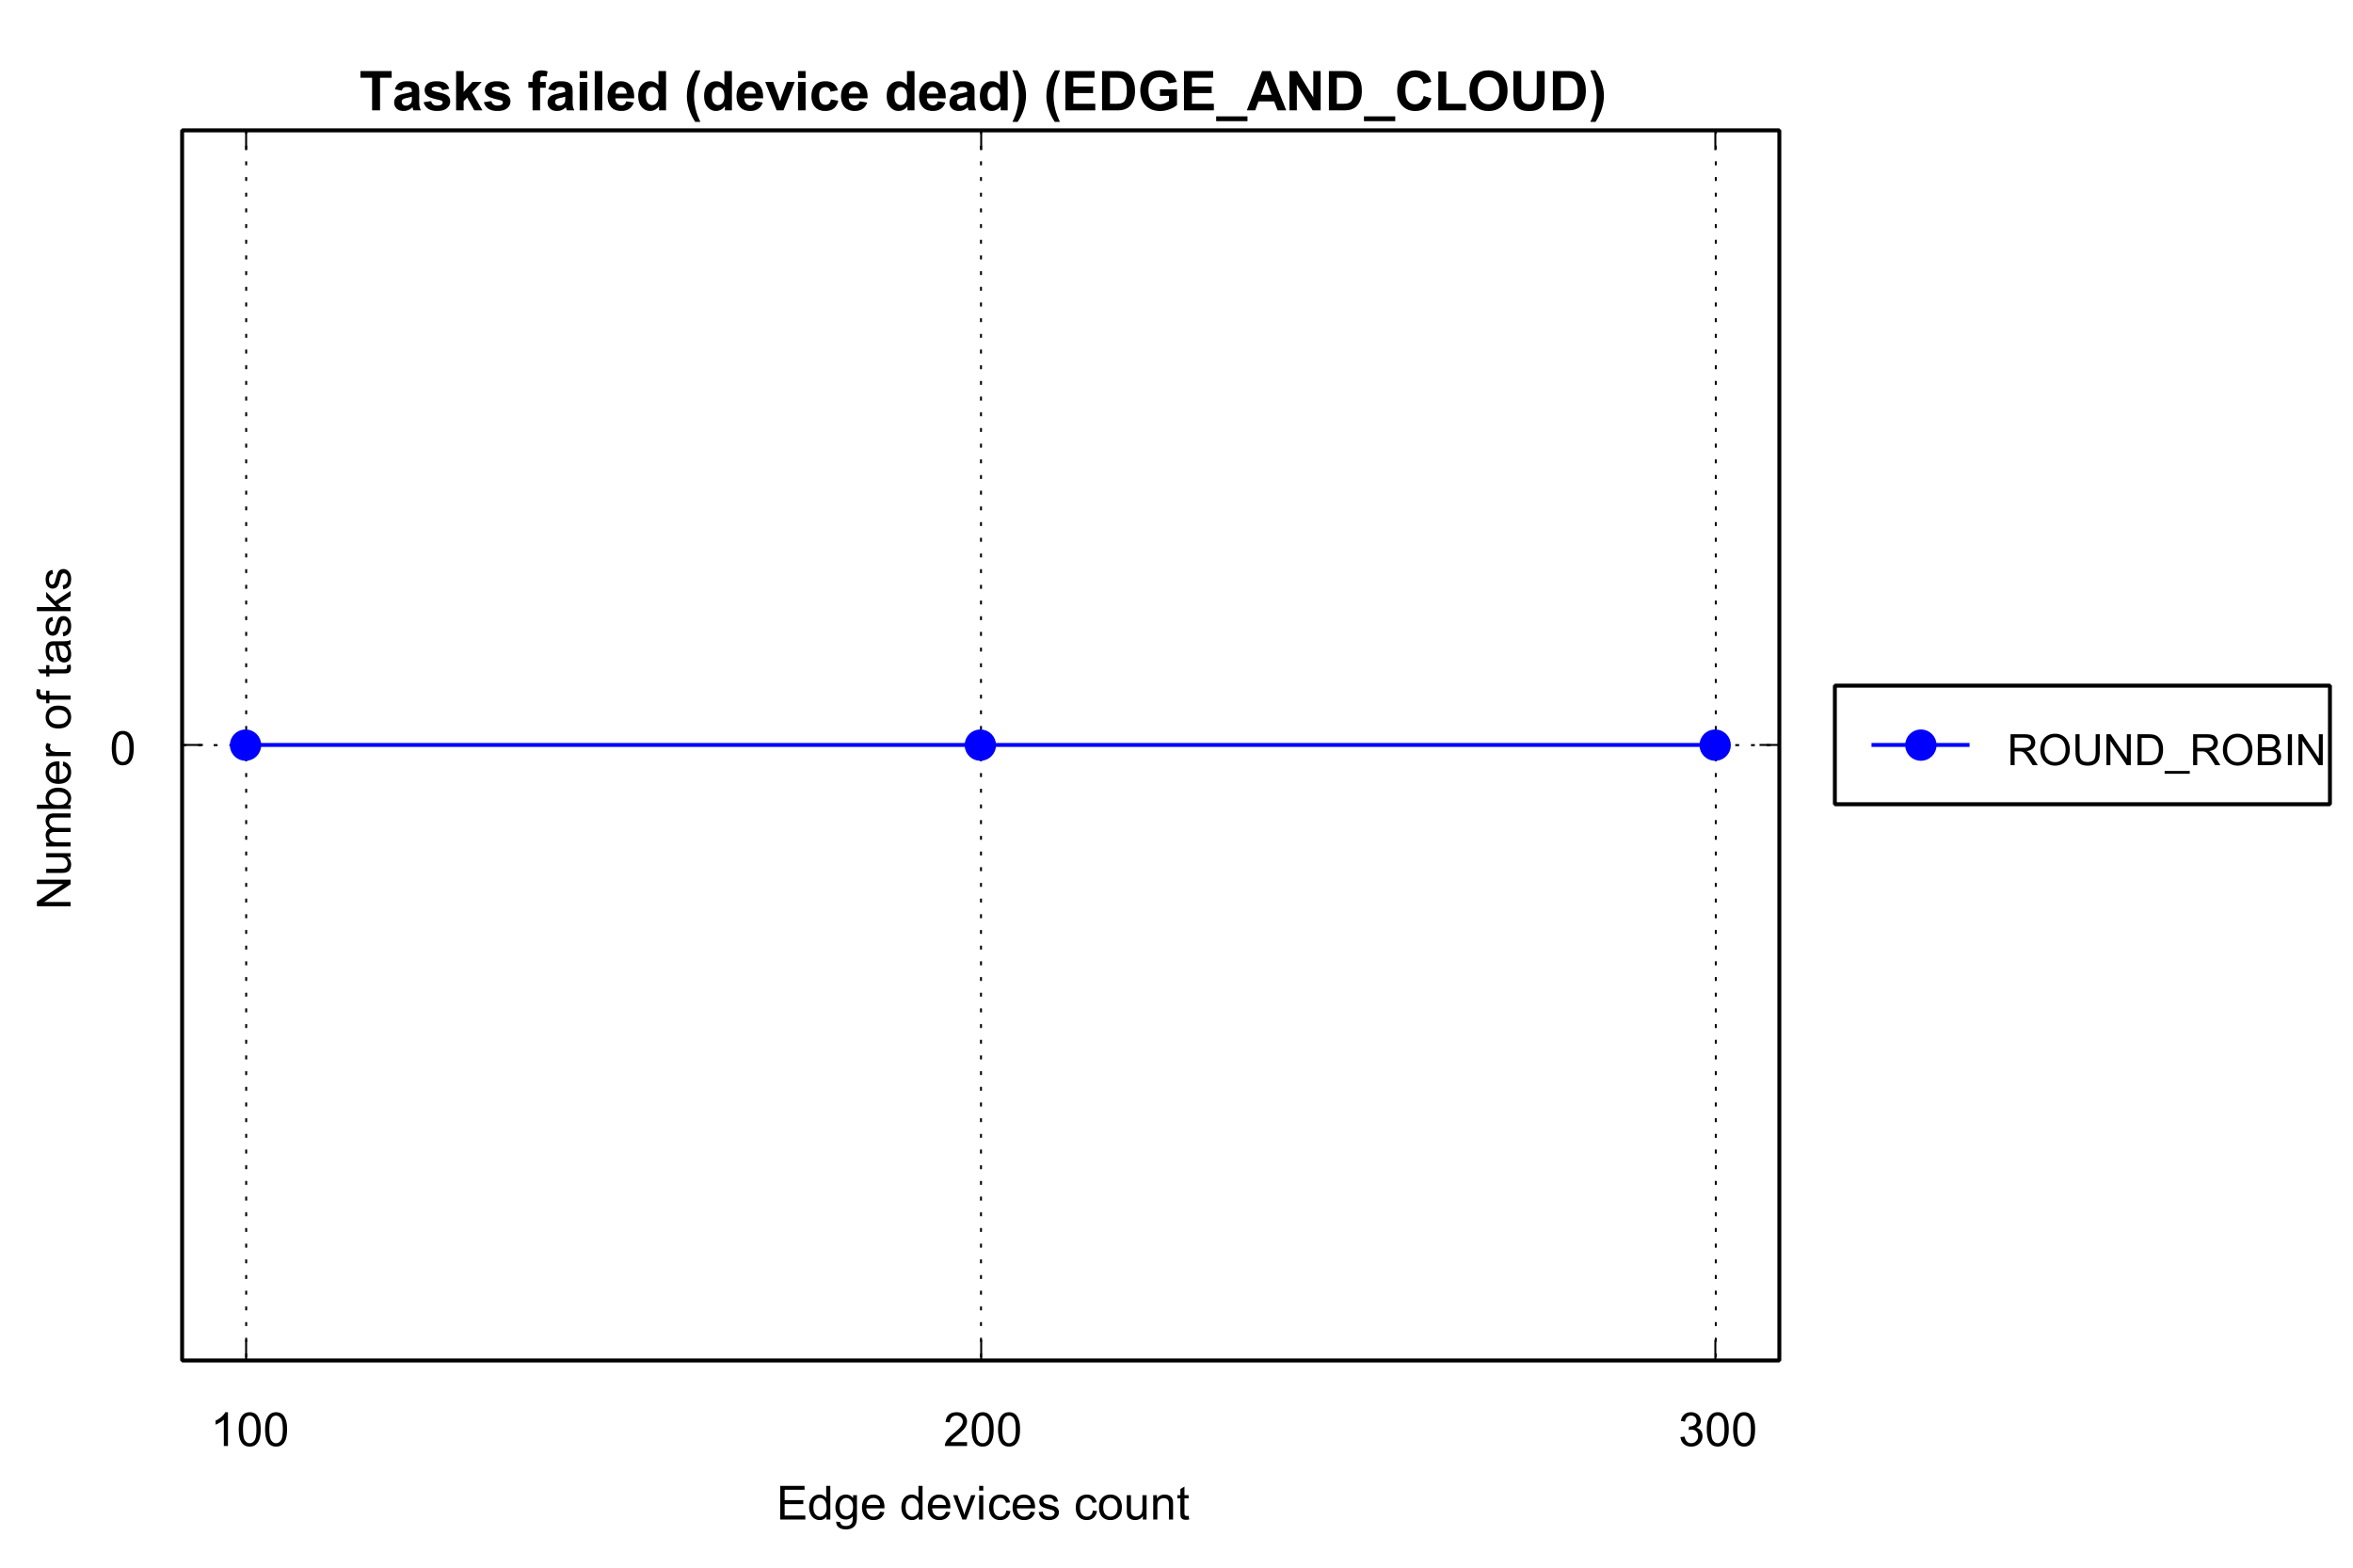 Tasks failed (device dead) (EDGE_AND_CLOUD)
Number of tasks
0
ROUND_ROBIN
100 200 300
Edge devices count